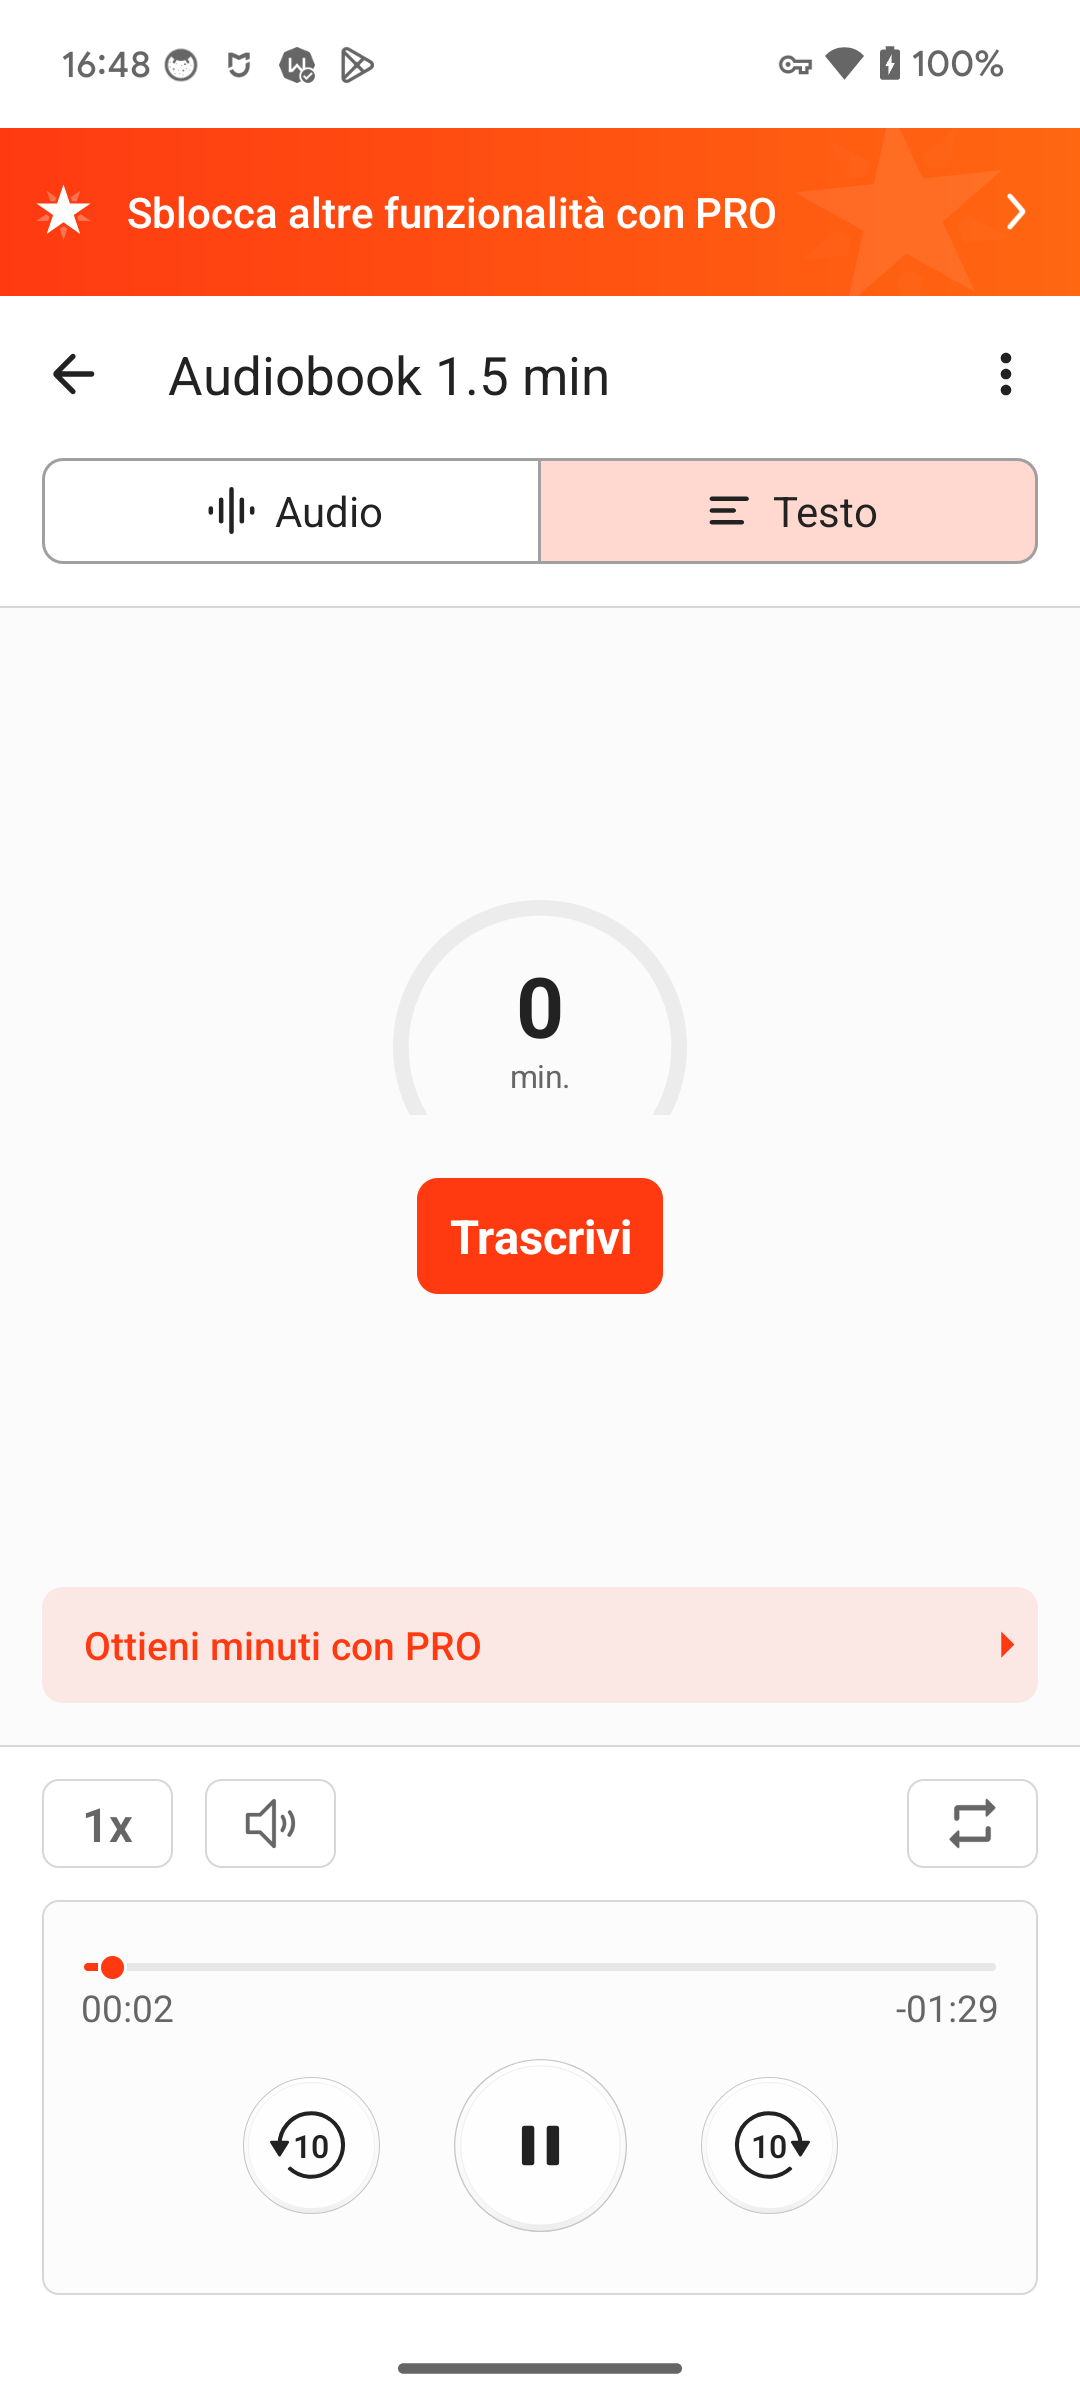 16:48
100%
Sblocca altre funzionalità con PRO
Audiobook 1.5 min
Audio
Testo
0
min.
Trascrivi
Ottieni minuti con PRO
1x
00:02
-01:29
10
10